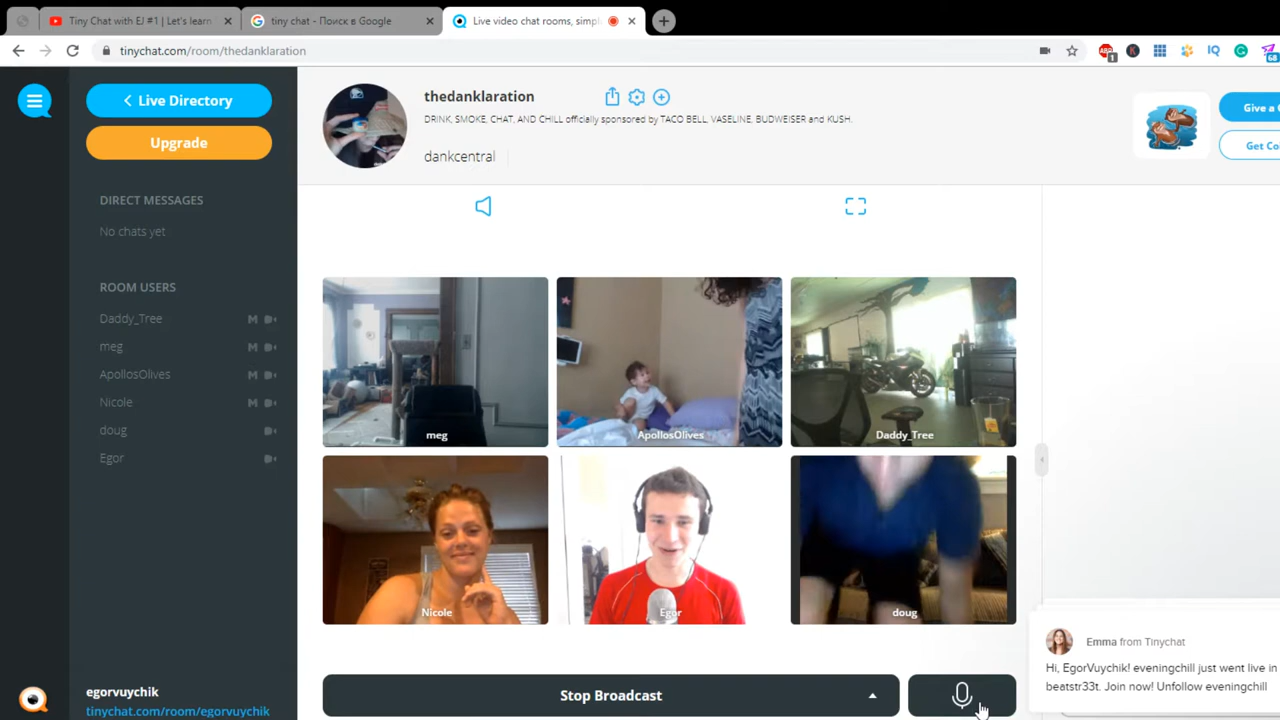 Tiny Chat with EJ #1 | Let's learn
tiny chat - Поиск в Google
Live video chat rooms, simpl
tinychat.com/room/thedanklaration
1
IQ
68
Live Directory
Upgrade
DIRECT MESSAGES
No chats yet
ROOM USERS
Daddy_Tree M
meg M
ApollosOlives M
Nicole M
doug
Egor
egorvuychik
tinychat.com/room/egorvuychik
thedanklaration
DRINK, SMOKE, CHAT, AND CHILL officially sponsored by TACO BELL, VASELINE, BUDWEISER and KUSH.
dankcentral
Give a
Get Co
meg
ApollosOlives
Daddy_Tree
Nicole
Egor
doug
Stop Broadcast
Emma from Tinychat
Hi, EgorVuychik! eveningchill just went live in
beatstr33t. Join now! Unfollow eveningchill